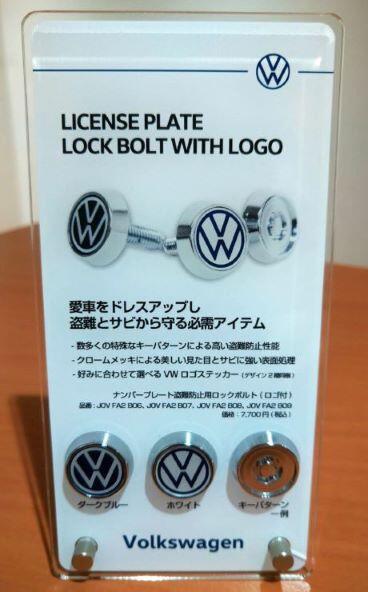 LICENSE PLATE
LOCK BOLT WITH LOGO
愛車をドレスアップし
盗難とサビから守る必需アイテム
- 数多くの特殊なキーパターンによる高い盗難防止性能
- クロームメッキによる美しい見た目とサビに強い表面処理
- 好みに合わせて選べる VW ロゴステッカー (デザイン2種同梱)
ナンバープレート盗難防止用ロックボルト (ロゴ付)
品番 : J0V FA2 B06、J0V FA2 B07、J0V FA2 B08、J0V FA2 B09
価格 : 7,700円 (税込)
ダークブルー
ホワイト
キーパターン
一例
Volkswagen